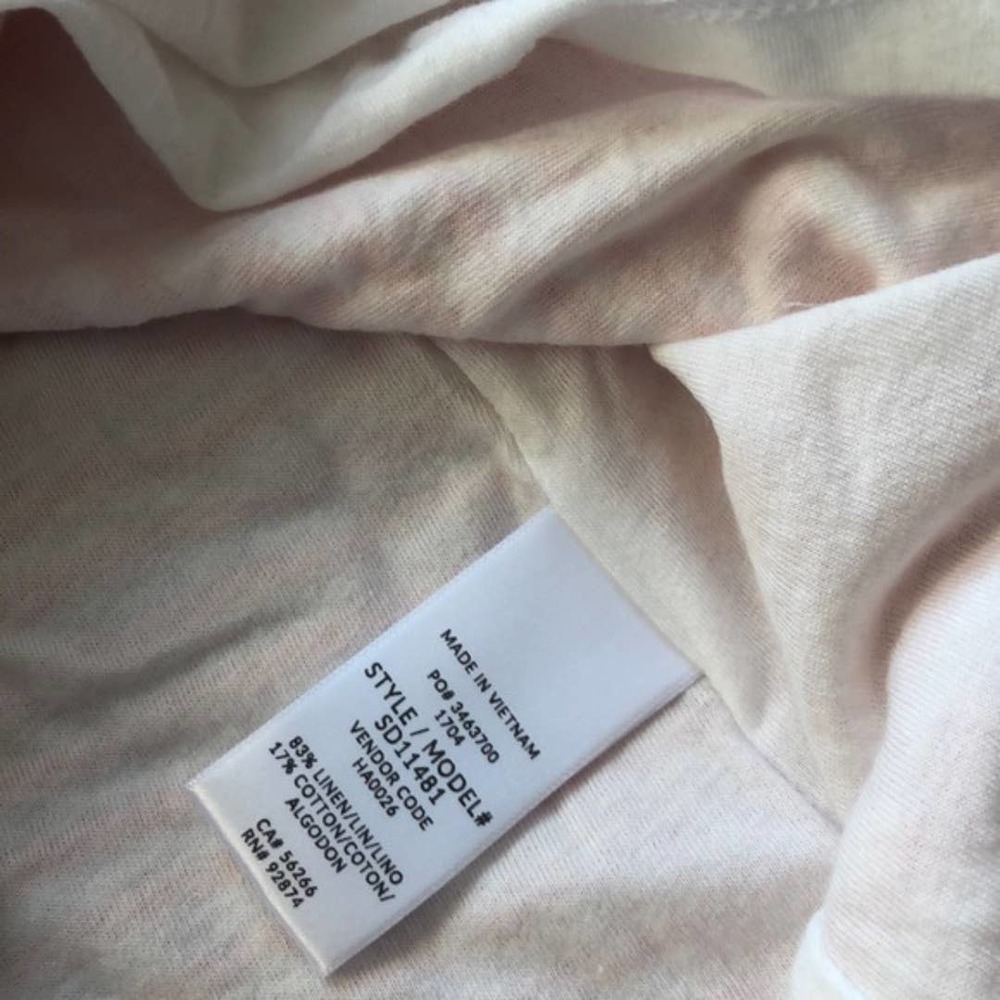 MADE IN VIETNAM
PO# 3463700
1704
STYLE / MODEL#
SD11481
VENDOR CODE
HA0026
83% LINEN/LIN/LINO
17% COTTON/COTON/
ALGODON
CA# 56266
RN# 92874